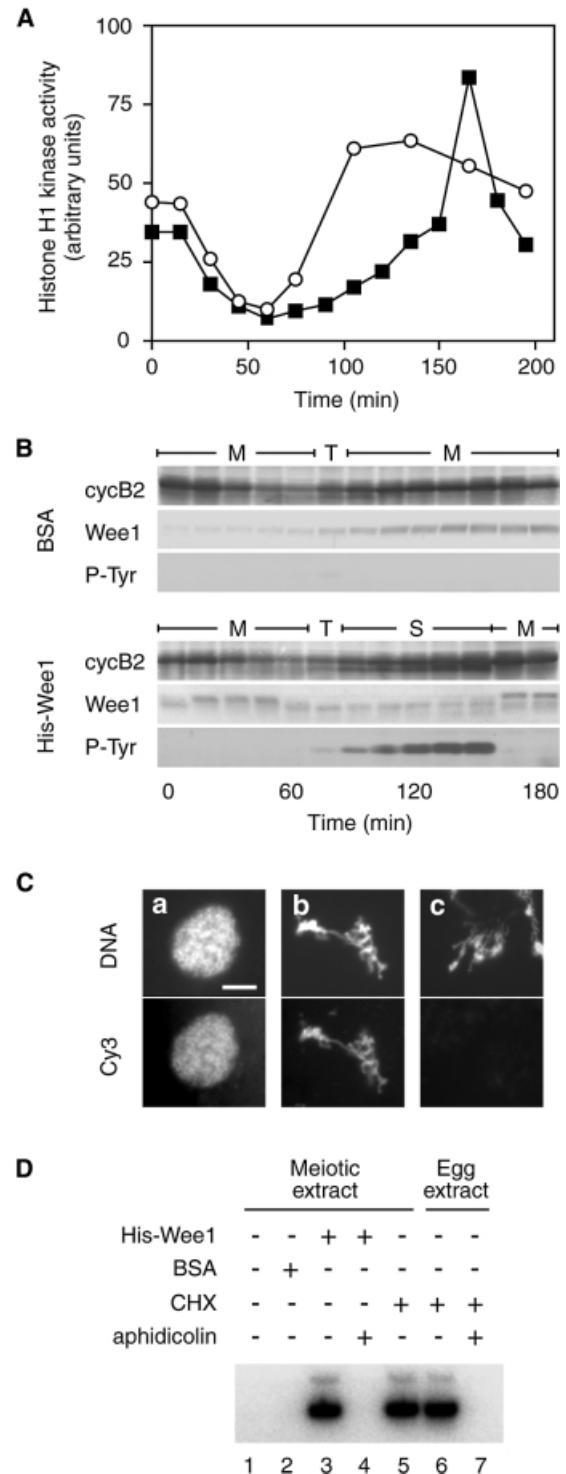 A
Histone H1 kinase activity
(arbitrary units)
100
75
50
25
0
0 50 100 150 200
Time (min)
B
BSA
M T M
cycB2
Wee1
P-Tyr
His-Wee1
M T S M
cycB2
Wee1
P-Tyr
0 60 120 180
Time (min)
C
a b c
DNA
Cy3
D
Meiotic Egg
extract extract
His-Wee1 - - + + - - -
BSA - + - - - - -
CHX - - - - + + +
aphidicolin - - - + - - +
1 2 3 4 5 6 7